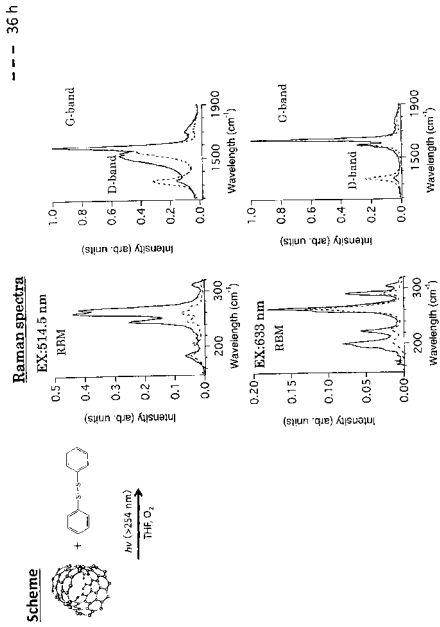 Scheme
+
S-S
hν (>254 nm)
THF, O₂
Raman spectra
--- 36 h
EX:514.5 nm
RBM
Intensity (arb. units)
0.5
0.4
0.3
0.2
0.1
0.0
200
300
Wavelength (cm⁻¹)
D-band
G-band
Intensity (arb. units)
1.0
0.8
0.6
0.4
0.2
0.0
1500
1900
Wavelength (cm⁻¹)
EX:633 nm
RBM
Intensity (arb. units)
0.20
0.15
0.10
0.05
0.00
200
300
Wavelength (cm⁻¹)
D-band
G-band
Intensity (arb. units)
1.0
0.8
0.6
0.4
0.2
0.0
1500
1900
Wavelength (cm⁻¹)